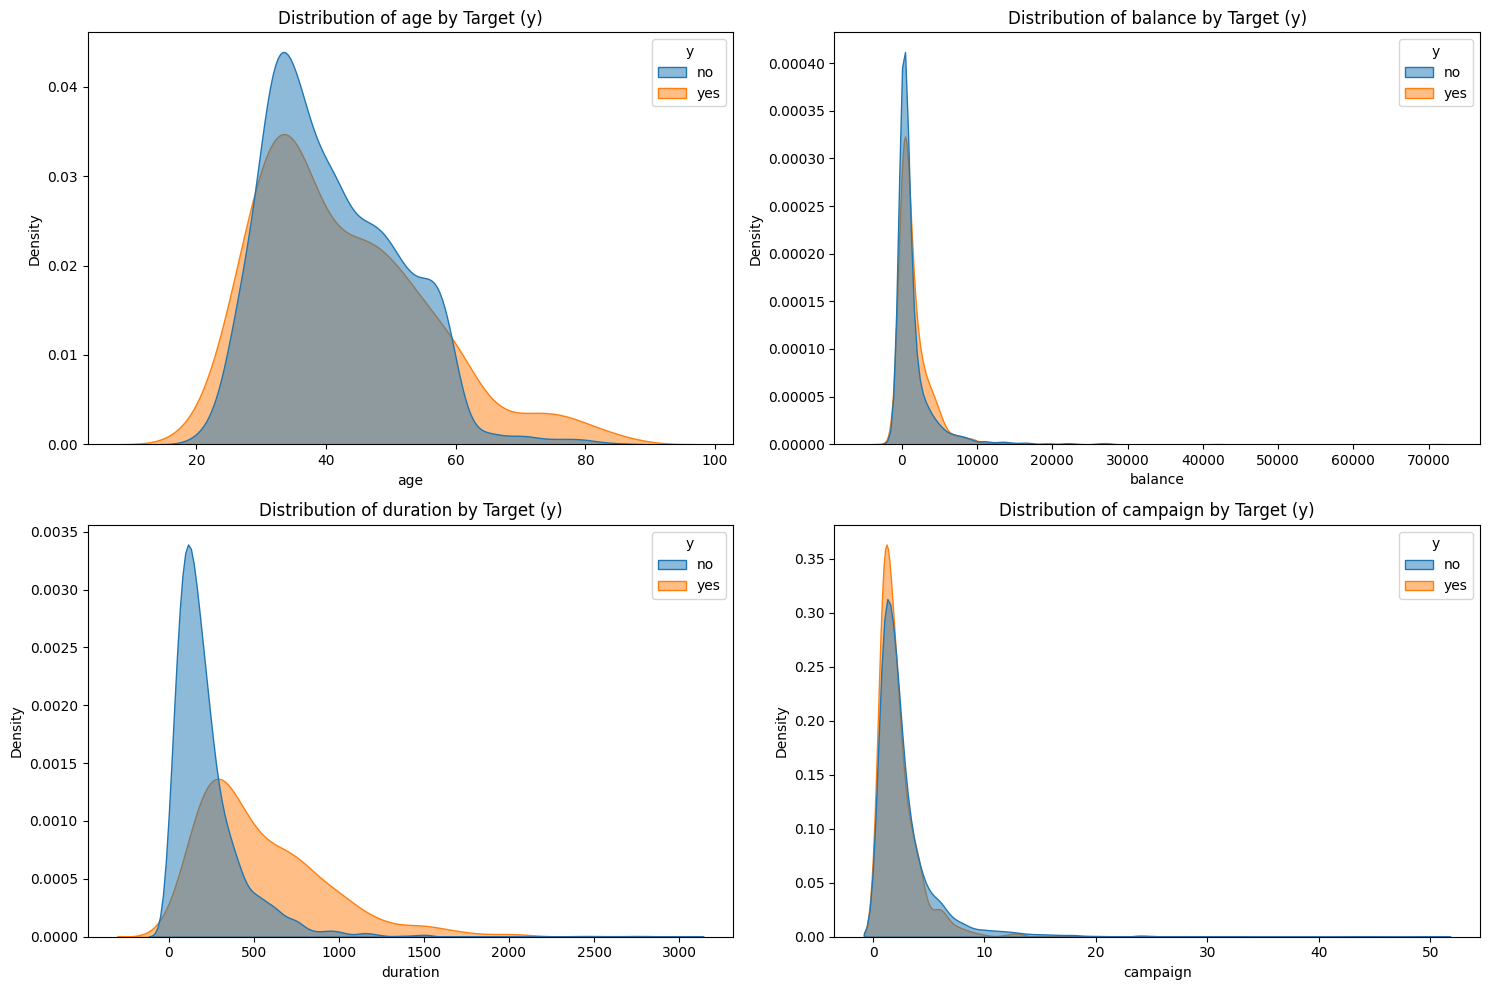 Distribution of age by Target (y)
y
no
yes
Density
0.04
0.03
0.02
0.01
0.00
20 40 60 80 100
age
Distribution of balance by Target (y)
y
no
yes
Density
0.00040
0.00035
0.00030
0.00025
0.00020
0.00015
0.00010
0.00005
0.00000
0 10000 20000 30000 40000 50000 60000 70000
balance
Distribution of duration by Target (y)
y
no
yes
Density
0.0035
0.0030
0.0025
0.0020
0.0015
0.0010
0.0005
0.0000
0 500 1000 1500 2000 2500 3000
duration
Distribution of campaign by Target (y)
y
no
yes
Density
0.35
0.30
0.25
0.20
0.15
0.10
0.05
0.00
0 10 20 30 40 50
campaign